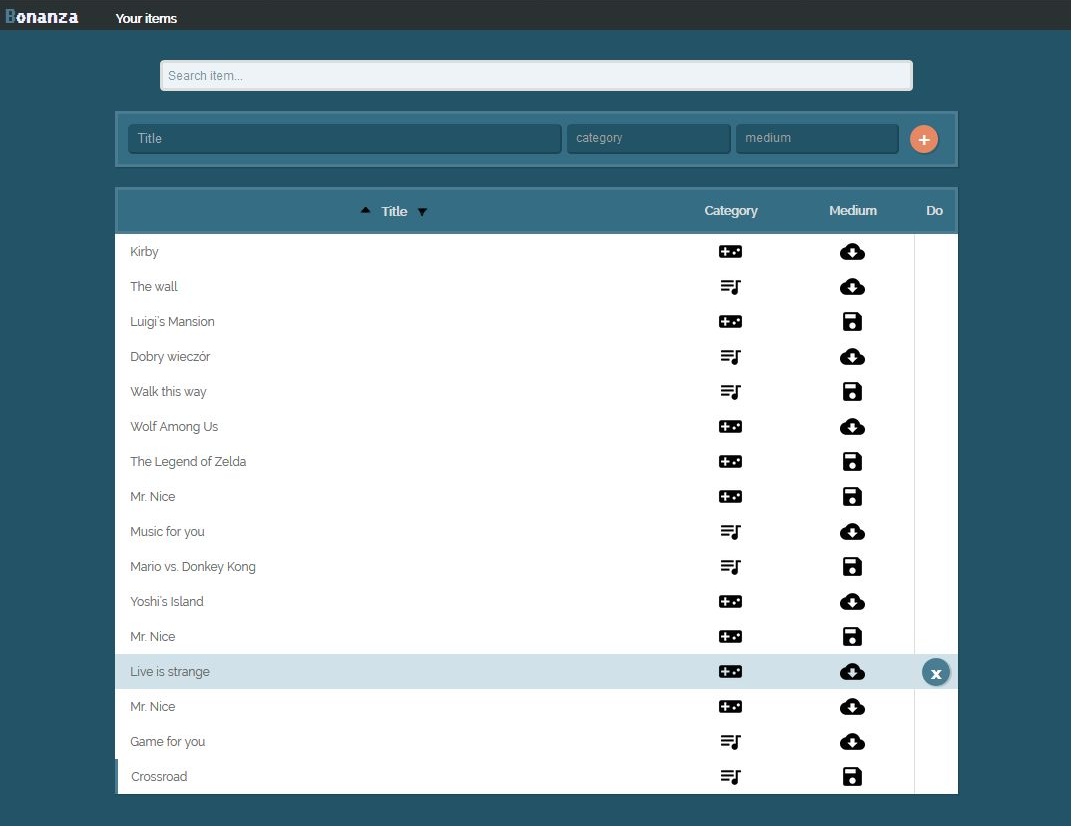 Bonanza Your items
Search item...
Title category medium +
Title Category Medium Do
Kirby
The wall
Luigi's Mansion
Dobry wieczór
Walk this way
Wolf Among Us
The Legend of Zelda
Mr. Nice
Music for you
Mario vs. Donkey Kong
Yoshi's Island
Mr. Nice
Live is strange x
Mr. Nice
Game for you
Crossroad